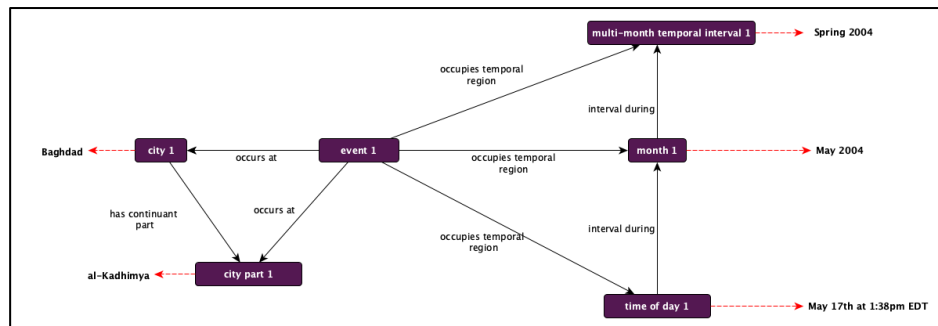 multi-month temporal interval 1
Spring 2004
occupies temporal
region
interval during
Baghdad
city 1
occurs at
event 1
occupies temporal
region
month 1
May 2004
has continuant
part
occurs at
occupies temporal
region
interval during
al-Kadhimya
city part 1
time of day 1
May 17th at 1:38pm EDT